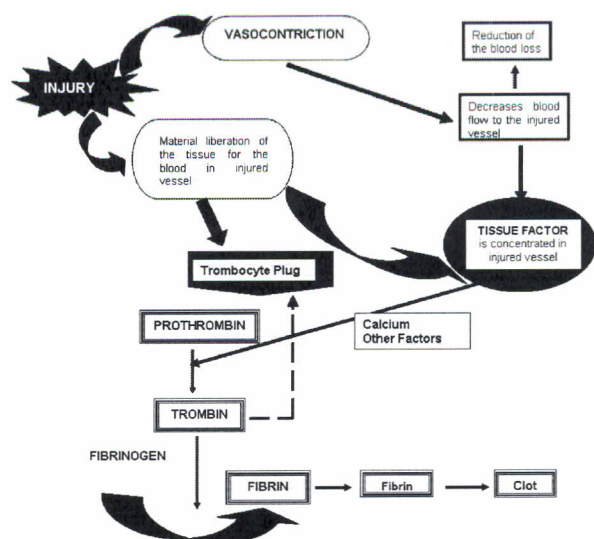 VASOCONTRICTION
Reduction of
the blood loss
INJURY
Decreases blood
flow to the injured
vessel
Material liberation of
the tissue for the
blood in injured
vessel
TISSUE FACTOR
is concentrated in
injured vessel
Trombocyte Plug
PROTHROMBIN
Calcium
Other Factors
TROMBIN
FIBRINOGEN
FIBRIN
Fibrin
Clot